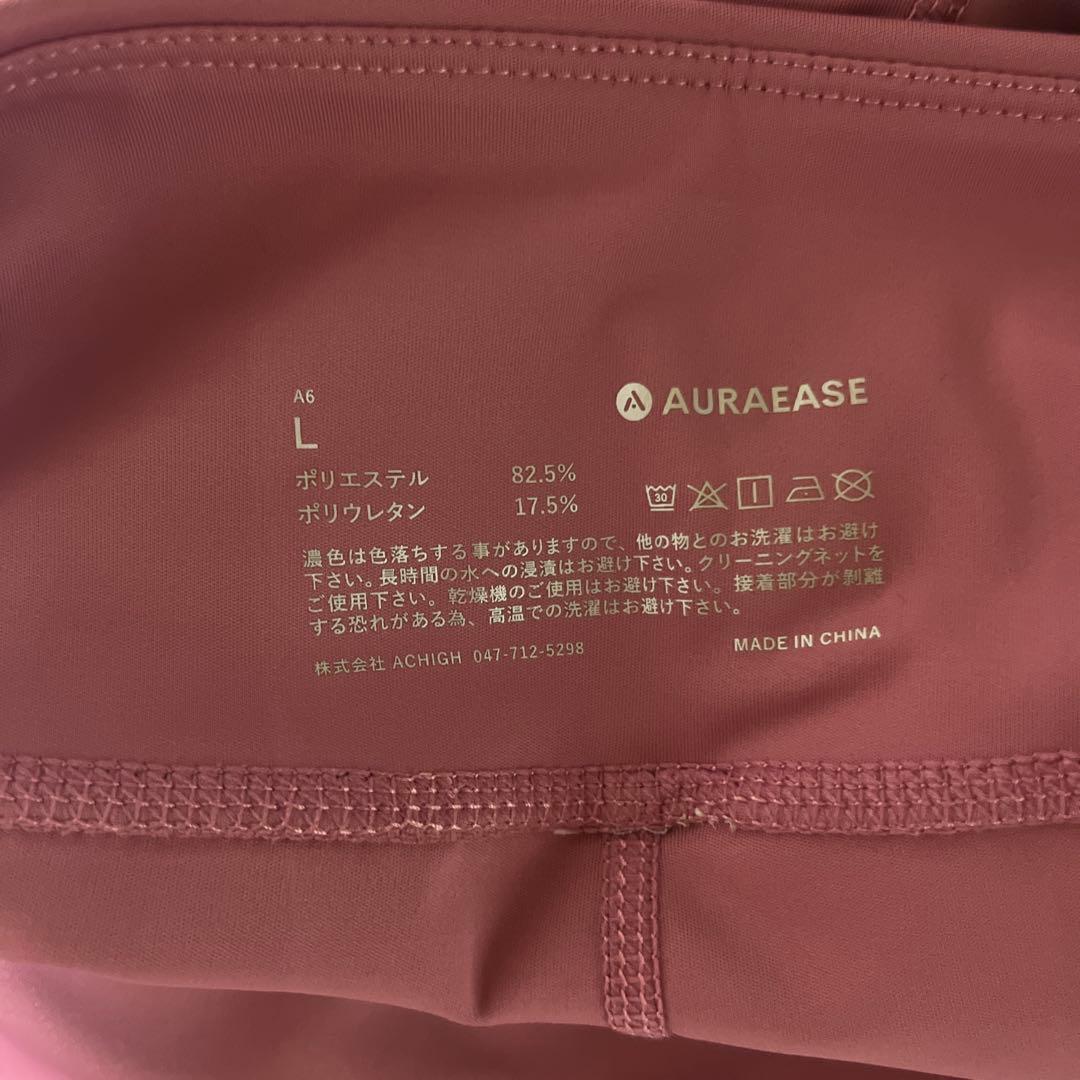 A6
L
AURAEASE
ポリエステル 82.5%
ポリウレタン 17.5%
30
濃色は色落ちする事がありますので、他の物とのお洗濯はお避け
下さい。長時間の水への浸漬はお避け下さい。クリーニングネットを
ご使用下さい。乾燥機のご使用はお避け下さい。接着部分が剥離
する恐れがある為、高温での洗濯はお避け下さい。
株式会社 ACHIGH 047-712-5298
MADE IN CHINA